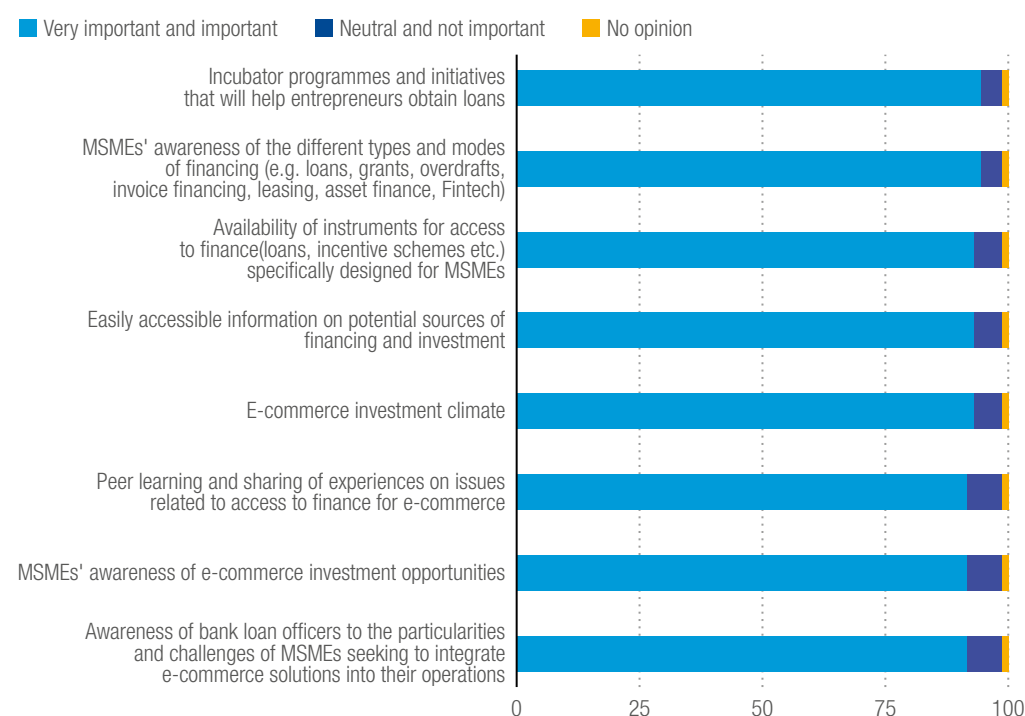 Very important and important
Neutral and not important
No opinion
Incubator programmes and initiatives
that will help entrepreneurs obtain loans
MSMEs' awareness of the different types and modes
of financing (e.g. loans, grants, overdrafts,
invoice financing, leasing, asset finance, Fintech)
Availability of instruments for access
to finance(loans, incentive schemes etc.)
specifically designed for MSMEs
Easily accessible information on potential sources of
financing and investment
E-commerce investment climate
Peer learning and sharing of experiences on issues
related to access to finance for e-commerce
MSMEs' awareness of e-commerce investment opportunities
Awareness of bank loan officers to the particularities
and challenges of MSMEs seeking to integrate
e-commerce solutions into their operations
0
25
50
75
100